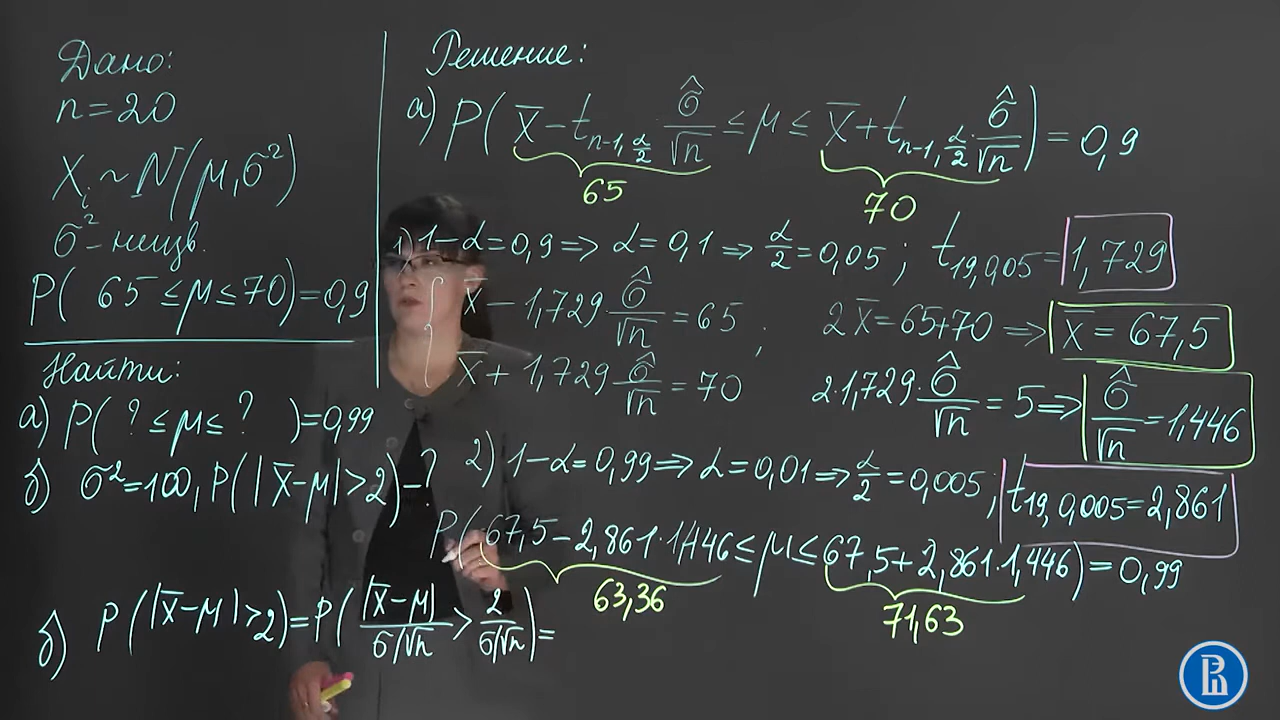 Дано:
n=20
Xᵢ ~ N(μ,σ²)
σ²- неизв.
P( 65 ≤μ≤70)=0,9
Найти:
а) P( ? ≤μ≤ ? )=0,99
б) σ²=100, P(|X̅-μ|>2) - ?
Решение:
а) P( X̅ - t_{n-1, α/2} σ̂/√n ≤ μ ≤ X̅ + t_{n-1, α/2} · σ̂/√n ) = 0,9
65 70
1) 1-α=0,9 => α=0,1 => α/2=0,05 ; t_{19,0,05}= 1,729
{ X̅ - 1,729 · σ̂/√n = 65 ; 2X̅=65+70 => X̅ = 67,5
X̅ + 1,729 σ̂/√n = 70 2·1,729· σ̂/√n = 5 => σ̂/√n =1,446
2) 1-α=0,99 => α=0,01 => α/2=0,005; t_{19, 0,005}=2,861
P( 67,5 - 2,861·1,446 ≤ μ ≤ 67,5+2,861·1,446) = 0,99
63,36 71,63
б) P (|X̅-μ|>2)=P( |X̅-μ|/(σ/√n) > 2/(σ/√n) )=